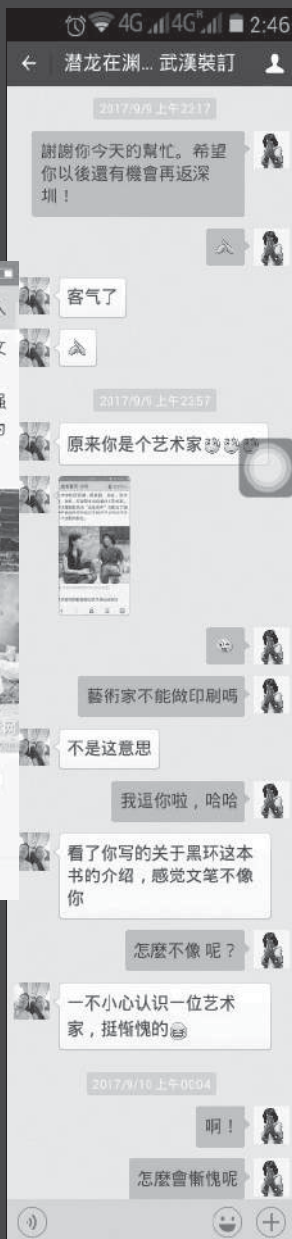 4G 4G R 2:46
潜龙在渊... 武漢裝訂
2017/9/9 上午23:17
謝謝你今天的幫忙。希望
你以後還有機會再返深
圳！
客气了
2017/9/9 上午23:57
原来你是个艺术家
藝術家不能做印刷嗎
不是这意思
我逗你啦，哈哈
看了你写的关于黑环这本
书的介绍，感觉文笔不像
你
怎麼不像 呢？
一不小心认识一位艺术
家，挺惭愧的
2017/9/10 上午00:04
啊！
怎麼會慚愧呢